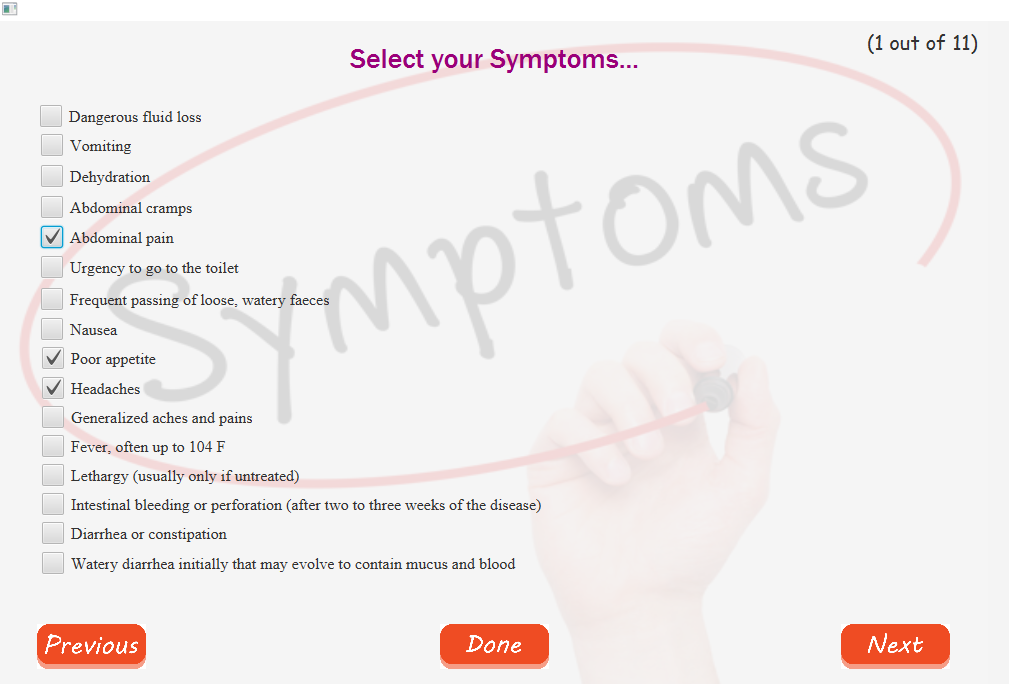 (1 out of 11)
Select your Symptoms...
Dangerous fluid loss
Vomiting
Dehydration
Abdominal cramps
Abdominal pain
Urgency to go to the toilet
Frequent passing of loose, watery faeces
Nausea
Poor appetite
Headaches
Generalized aches and pains
Fever, often up to 104 F
Lethargy (usually only if untreated)
Intestinal bleeding or perforation (after two to three weeks of the disease)
Diarrhea or constipation
Watery diarrhea initially that may evolve to contain mucus and blood
Symptoms
Previous
Done
Next